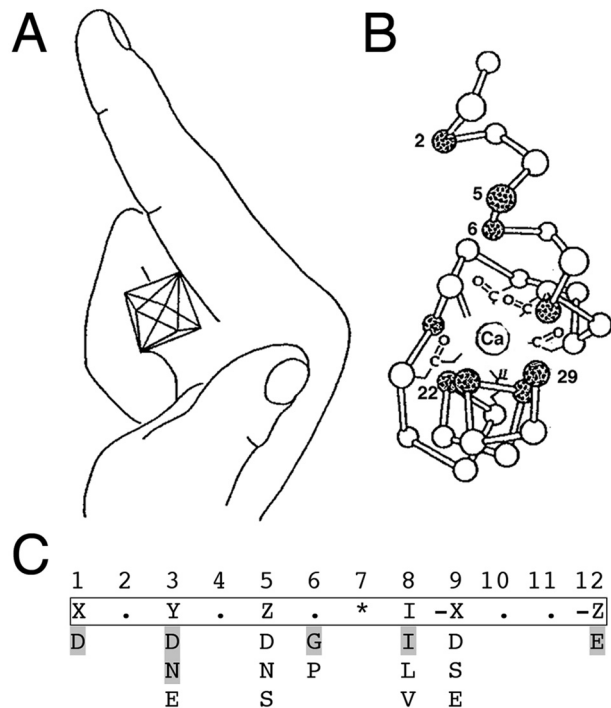 A
B
2
5
6
O
C
C
O
O
C
Ca
O
C
22
29
C
1 2 3 4 5 6 7 8 9 10 11 12
X . Y . Z . * I -X . . -Z
D D D G I D E
N N P L S
E S V E